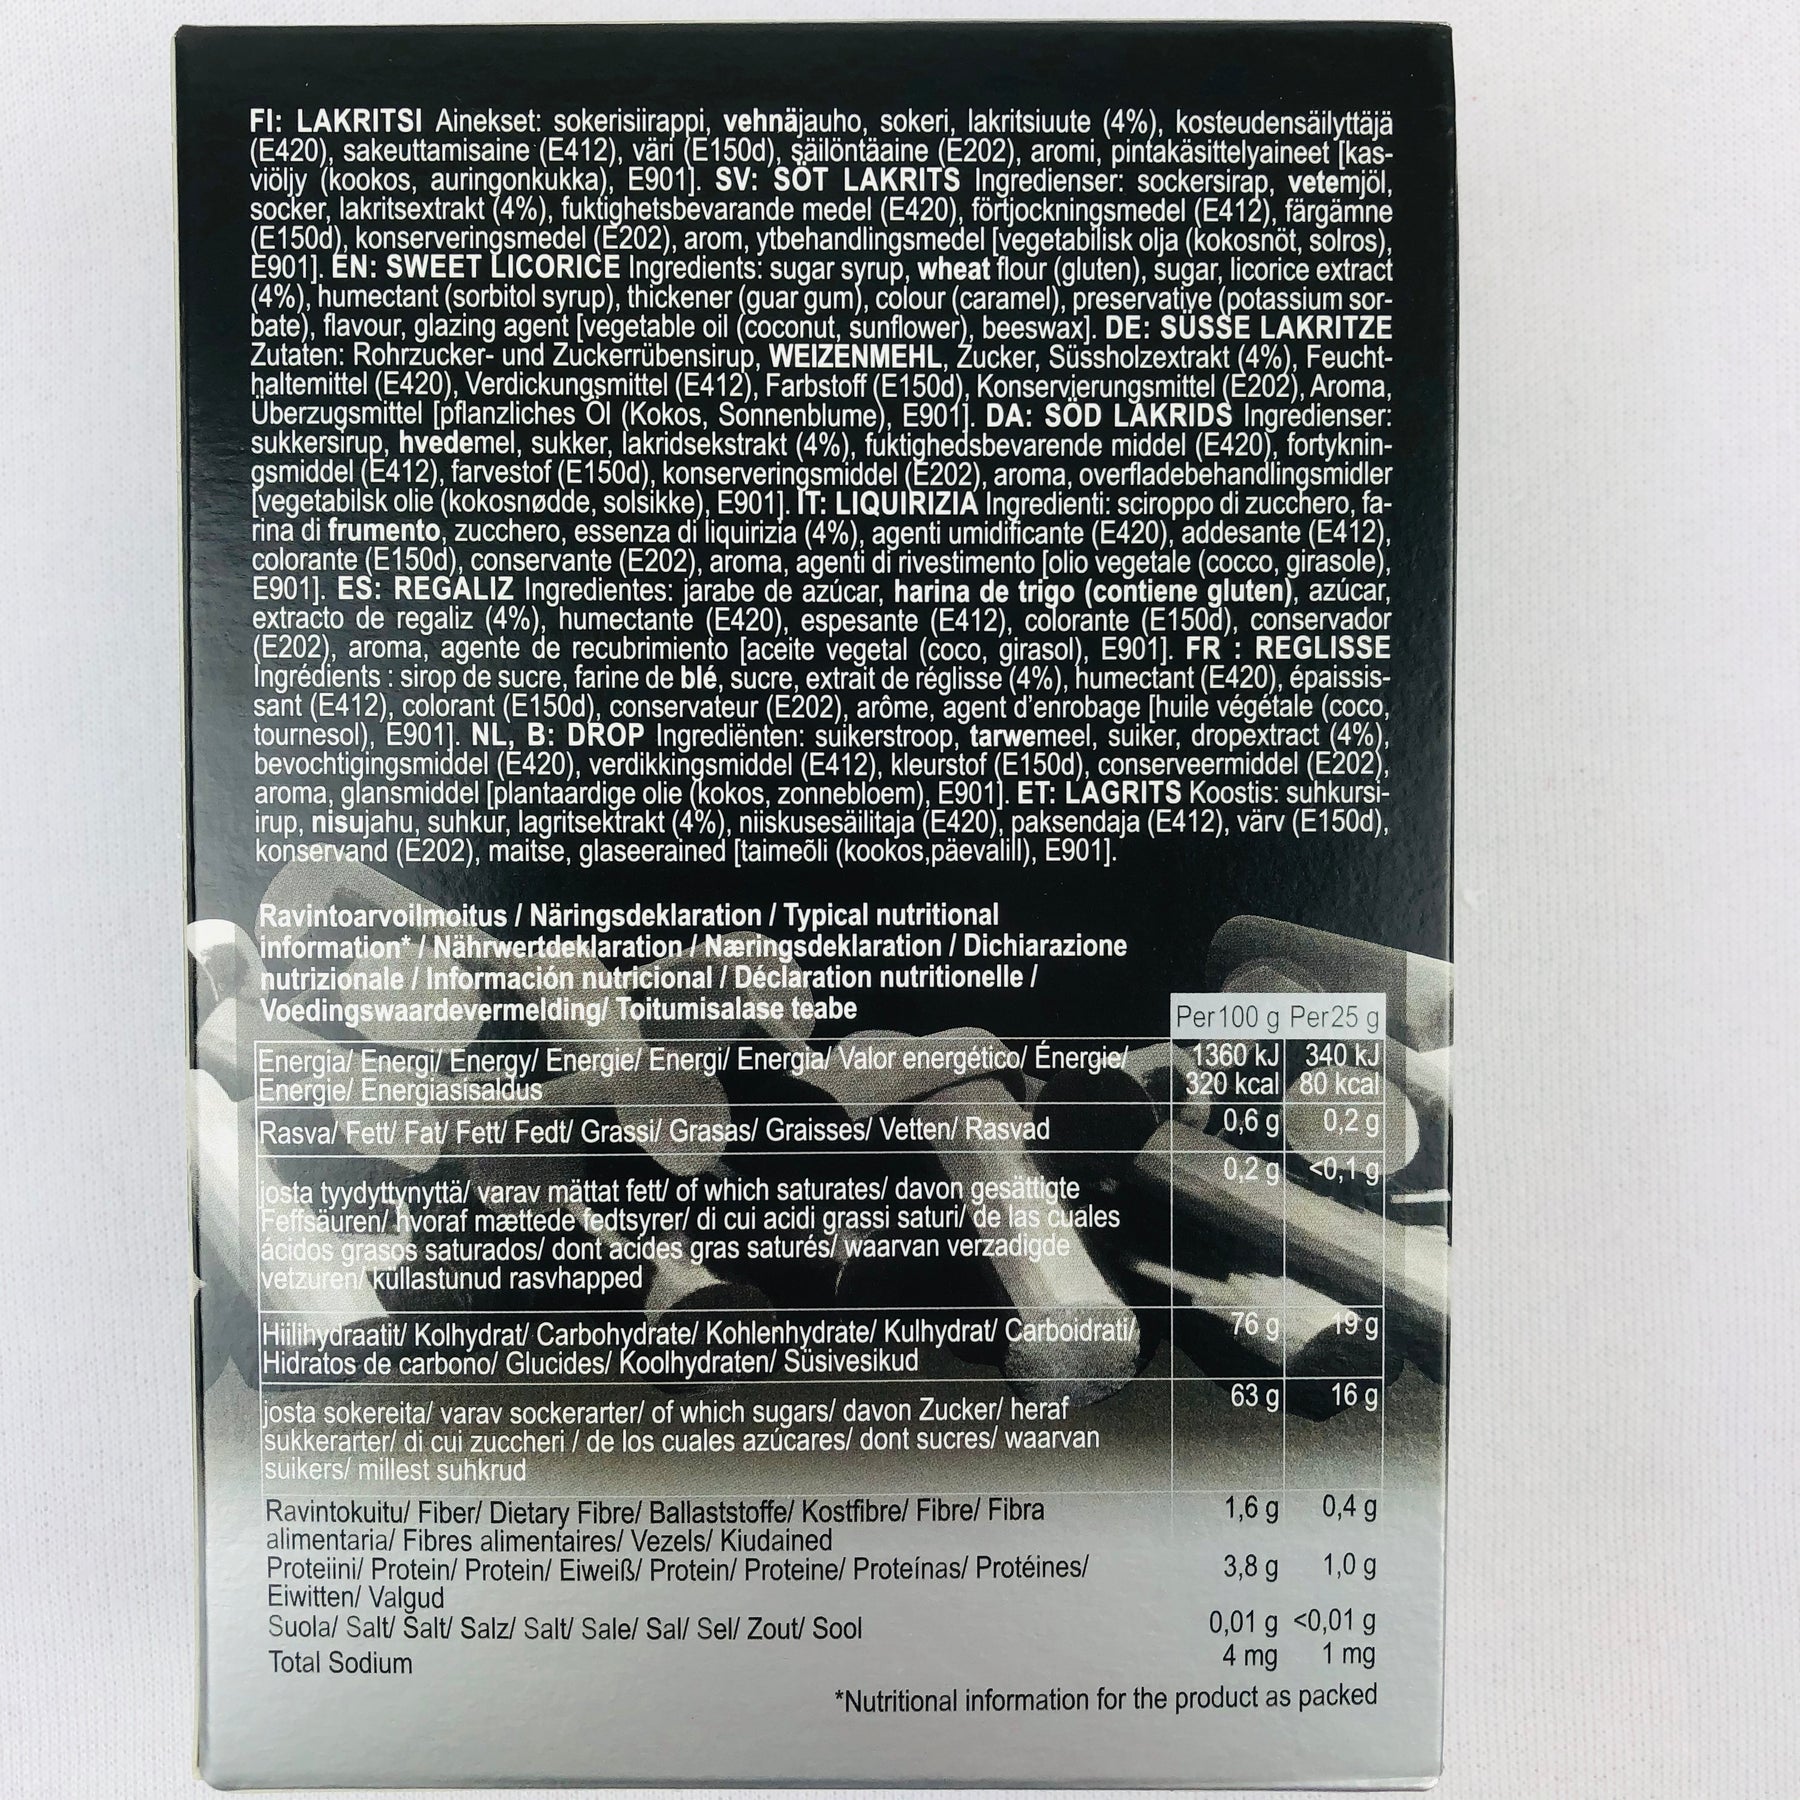 FI: LAKRITSI Ainekset: sokerisiirappi, vehnäjauho, sokeri, lakritsiuute (4%), kosteudensäilyttäjä
(E420), sakeuttamisaine (E412), väri (E150d), säilöntäaine (E202), aromi, pintakäsittelyaineet [kas-
viöljy (kookos, auringonkukka), E901]. SV: SÖT LAKRITS Ingredienser: sockersirap, vetemjöl,
socker, lakritsextrakt (4%), fuktighetsbevarande medel (E420), förtjockningsmedel (E412), färgämne
(E150d), konserveringsmedel (E202), arom, ytbehandlingsmedel [vegetabilisk olja (kokosnöt, solros),
E901]. EN: SWEET LICORICE Ingredients: sugar syrup, wheat flour (gluten), sugar, licorice extract
(4%), humectant (sorbitol syrup), thickener (guar gum), colour (caramel), preservative (potassium sor-
bate), flavour, glazing agent [vegetable oil (coconut, sunflower), beeswax]. DE: SÜSSE LAKRITZE
Zutaten: Rohrzucker- und Zuckerrübensirup, WEIZENMEHL, Zucker, Süssholzextrakt (4%), Feucht-
haltemittel (E420), Verdickungsmittel (E412), Farbstoff (E150d), Konservierungsmittel (E202), Aroma,
Überzugsmittel [pflanzliches Öl (Kokos, Sonnenblume), E901]. DA: SÖD LAKRIDS Ingredienser:
sukkersirup, hvedemel, sukker, lakridsekstrakt (4%), fuktighedsbevarende middel (E420), fortyknin-
gsmiddel (E412), farvestof (E150d), konserveringsmiddel (E202), aroma, overfladebehandlingsmidler
[vegetabilsk olie (kokosnødde, solsikke), E901]. IT: LIQUIRIZIA Ingredienti: sciroppo di zucchero, fa-
rina di frumento, zucchero, essenza di liquirizia (4%), agenti umidificante (E420), addesante (E412),
colorante (E150d), conservante (E202), aroma, agenti di rivestimento [olio vegetale (cocco, girasole),
E901]. ES: REGALIZ Ingredientes: jarabe de azúcar, harina de trigo (contiene gluten), azúcar,
extracto de regaliz (4%), humectante (E420), espesante (E412), colorante (E150d), conservador
(E202), aroma, agente de recubrimiento [aceite vegetal (coco, girasol), E901]. FR : REGLISSE
Ingrédients : sirop de sucre, farine de blé, sucre, extrait de réglisse (4%), humectant (E420), épaissis-
sant (E412), colorant (E150d), conservateur (E202), arôme, agent d'enrobage [huile végétale (coco,
tournesol), E901]. NL, B: DROP Ingrediënten: suikerstroop, tarwemeel, suiker, dropextract (4%),
bevochtigingsmiddel (E420), verdikkingsmiddel (E412), kleurstof (E150d), conserveermiddel (E202),
aroma, glansmiddel [plantaardige olie (kokos, zonnebloem), E901]. ET: LAGRITS Koostis: suhkursi-
irup, nisujahu, suhkur, lagritsektrakt (4%), niiskusesäilitaja (E420), paksendaja (E412), värv (E150d),
konservand (E202), maitse, glaseerained [taimeõli (kookos,päevalill), E901].
Ravintoarvoilmoitus / Näringsdeklaration / Typical nutritional
information* / Nährwertdeklaration / Næringsdeklaration / Dichiarazione
nutrizionale / Información nutricional / Déclaration nutritionelle /
Voedingswaardevermelding/ Toitumisalase teabe
Per100 g Per25 g
Energia/ Energi/ Energy/ Energie/ Energi/ Energia/ Valor energético/ Énergie/ 1360 kJ 340 kJ
Energie/ Energiasisaldus 320 kcal 80 kcal
Rasva/ Fett/ Fat/ Fett/ Fedt/ Grassi/ Grasas/ Graisses/ Vetten/ Rasvad 0,6 g 0,2 g
0,2 g <0,1 g
josta tyydyttynyttä/ varav mättat fett/ of which saturates/ davon gesättigte
Feffsäuren/ hvoraf mættede fedtsyrer/ di cui acidi grassi saturi/ de las cuales
ácidos grasos saturados/ dont acides gras saturés/ waarvan verzadigde
vetzuren/ küllastunud rasvhapped
Hiilihydraatit/ Kolhydrat/ Carbohydrate/ Kohlenhydrate/ Kulhydrat/ Carboidrati/ 76 g 19 g
Hidratos de carbono/ Glucides/ Koolhydraten/ Süsivesikud
63 g 16 g
josta sokereita/ varav sockerarter/ of which sugars/ davon Zucker/ heraf
sukkerarter/ di cui zuccheri / de los cuales azúcares/ dont sucres/ waarvan
suikers/ millest suhkrud
Ravintokuitu/ Fiber/ Dietary Fibre/ Ballaststoffe/ Kostfibre/ Fibre/ Fibra 1,6 g 0,4 g
alimentaria/ Fibres alimentaires/ Vezels/ Kiudained
Proteiini/ Protein/ Protein/ Eiweiß/ Protein/ Proteine/ Proteínas/ Protéines/ 3,8 g 1,0 g
Eiwitten/ Valgud
Suola/ Salt/ Salt/ Salz/ Salt/ Sale/ Sal/ Sel/ Zout/ Sool 0,01 g <0,01 g
Total Sodium 4 mg 1 mg
*Nutritional information for the product as packed